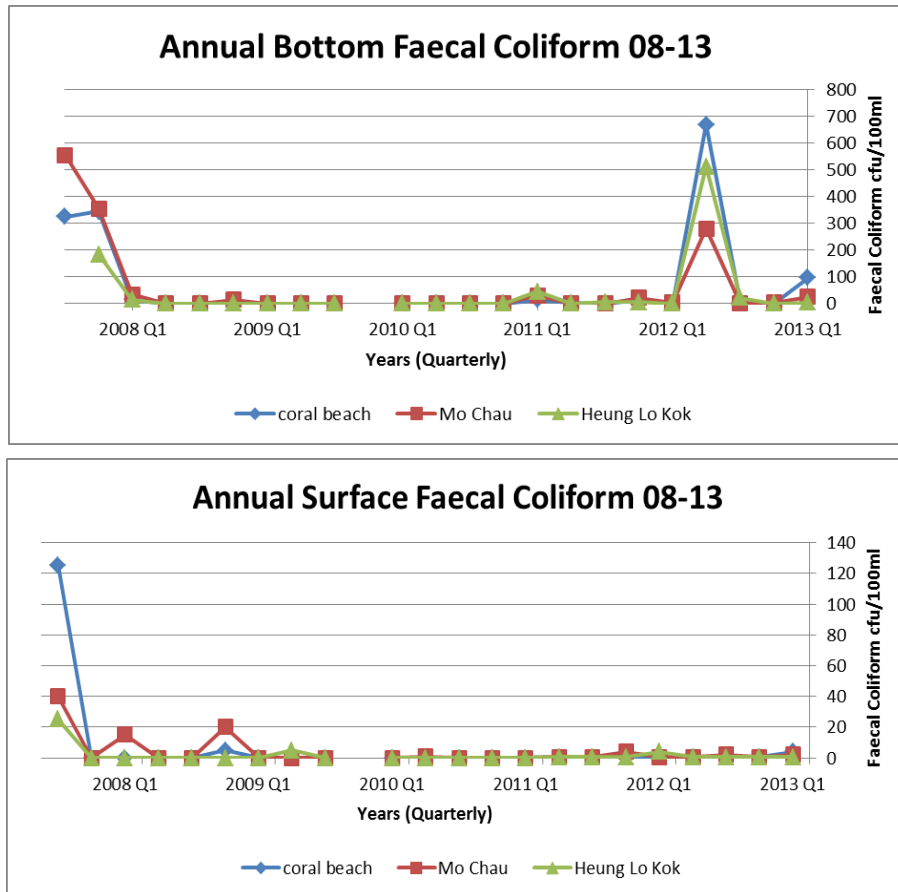 Annual Bottom Faecal Coliform 08-13
800
700
600
500
400
300
200
100
0
Faecal Coliform cfu/100ml
2008 Q1 2009 Q1 2010 Q1 2011 Q1 2012 Q1 2013 Q1
Years (Quarterly)
coral beach Mo Chau Heung Lo Kok
Annual Surface Faecal Coliform 08-13
140
120
100
80
60
40
20
0
Faecal Coliform cfu/100ml
2008 Q1 2009 Q1 2010 Q1 2011 Q1 2012 Q1 2013 Q1
Years (Quarterly)
coral beach Mo Chau Heung Lo Kok